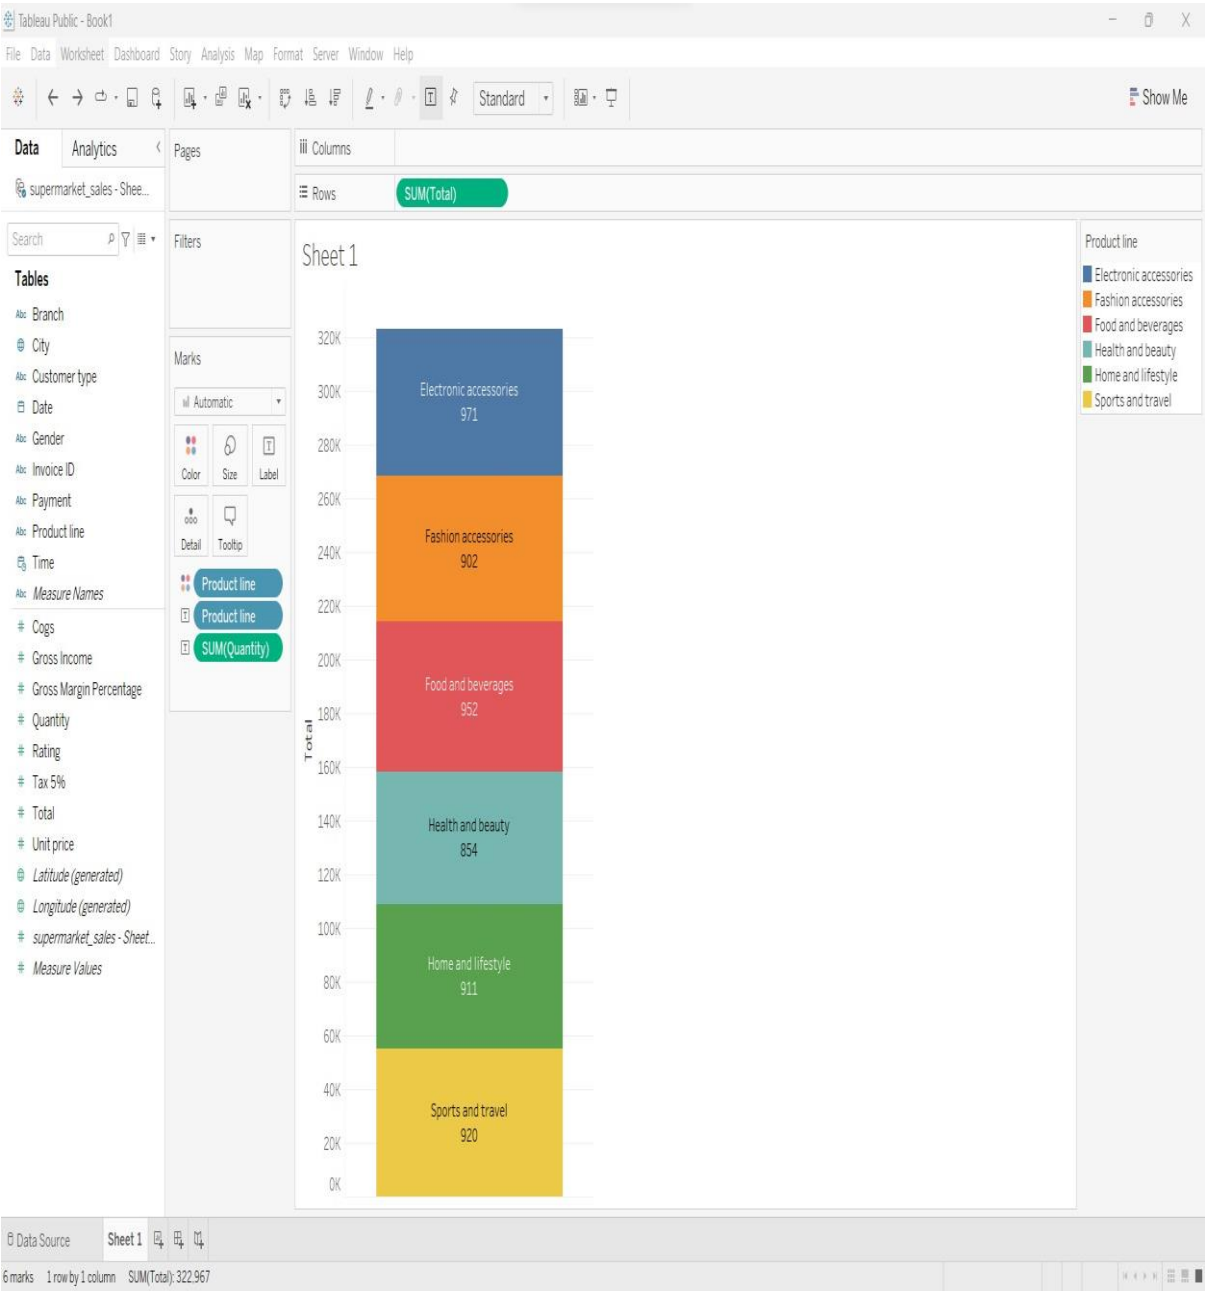 Tableau Public - Book1
File Data Worksheet Dashboard Story Analysis Map Format Server Window Help
Standard
Show Me
Data Analytics
supermarket_sales - Shee...
Search
Tables
Abc Branch
City
Abc Customer type
Date
Abc Gender
Abc Invoice ID
Abc Payment
Abc Product line
Time
Abc Measure Names
# Cogs
# Gross Income
# Gross Margin Percentage
# Quantity
# Rating
# Tax 5%
# Total
# Unit price
Latitude (generated)
Longitude (generated)
# supermarket_sales - Sheet...
# Measure Values
Pages
Filters
Marks
Automatic
Color Size Label
Detail Tooltip
Product line
Product line
SUM(Quantity)
Columns
Rows SUM(Total)
Sheet 1
Total
320K
300K
280K
260K
240K
220K
200K
180K
160K
140K
120K
100K
80K
60K
40K
20K
0K
Electronic accessories
971
Fashion accessories
902
Food and beverages
952
Health and beauty
854
Home and lifestyle
911
Sports and travel
920
Product line
Electronic accessories
Fashion accessories
Food and beverages
Health and beauty
Home and lifestyle
Sports and travel
Data Source Sheet 1
6 marks 1 row by 1 column SUM(Total): 322,967